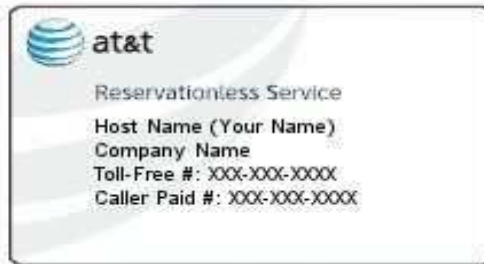 at&t
Reservationless Service
Host Name (Your Name)
Company Name
Toll-Free #: XXX-XXX-XXXX
Caller Paid #: XXX-XXX-XXXX